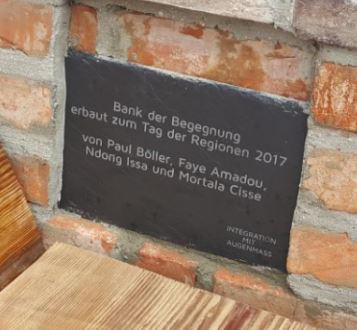 Bank der Begegnung
erbaut zum Tag der Regionen 2017
von Paul Böller, Faye Amadou,
Ndong Issa und Mortala Cisse
INTEGRATION
MIT
AUGENMASS